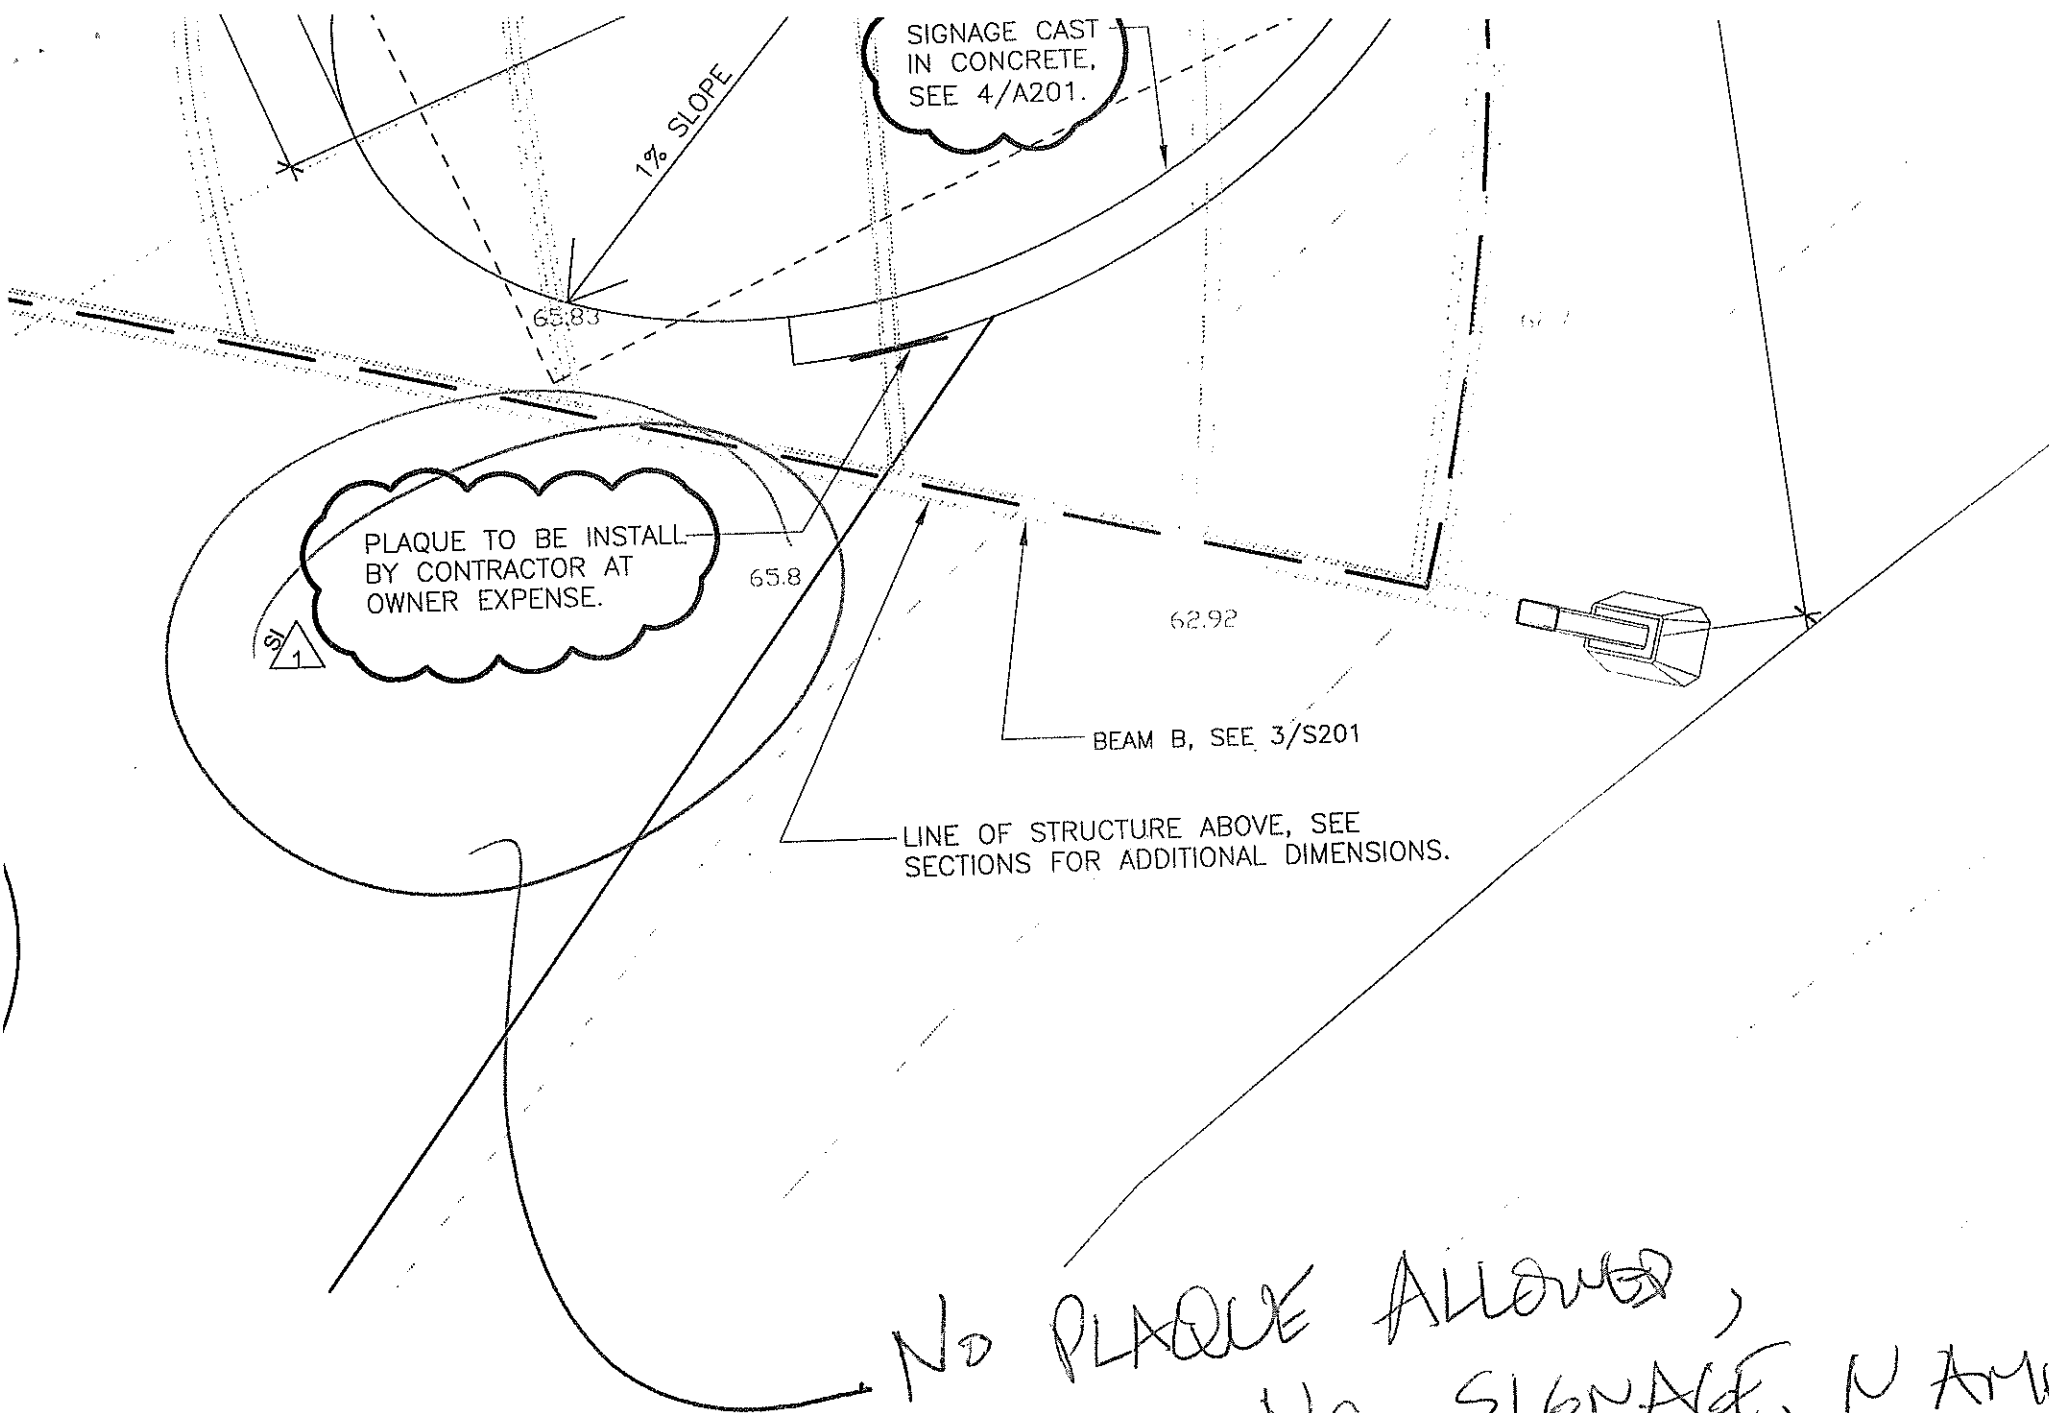 SIGNAGE CAST
IN CONCRETE,
SEE 4/A201.
1% SLOPE
65.83
PLAQUE TO BE INSTALL
BY CONTRACTOR AT
OWNER EXPENSE.
65.8
SI
1
62.92
BEAM B, SEE 3/S201
LINE OF STRUCTURE ABOVE, SEE
SECTIONS FOR ADDITIONAL DIMENSIONS.
NO PLAQUE ALLOWED,
NO SIGNAGE, NAM